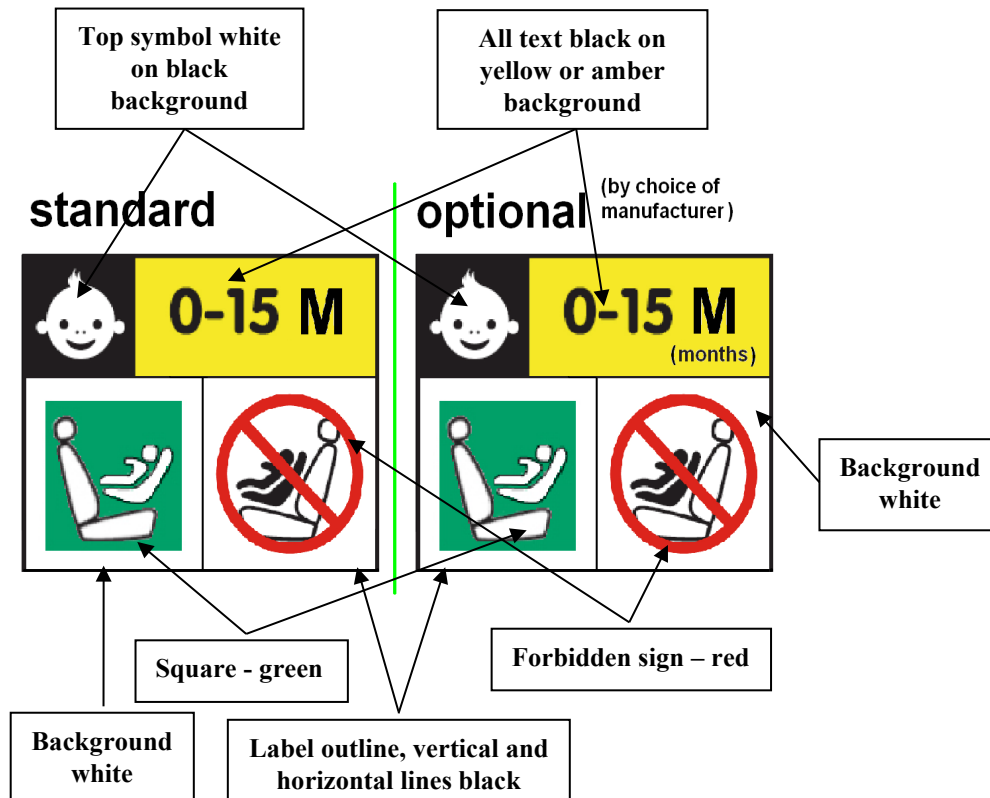 Top symbol white
on black
background
All text black on
yellow or amber
background
standard
optional
(by choice of
manufacturer)
0-15 M
0-15 M
(months)
Background
white
Square - green
Forbidden sign – red
Background
white
Label outline, vertical and
horizontal lines black